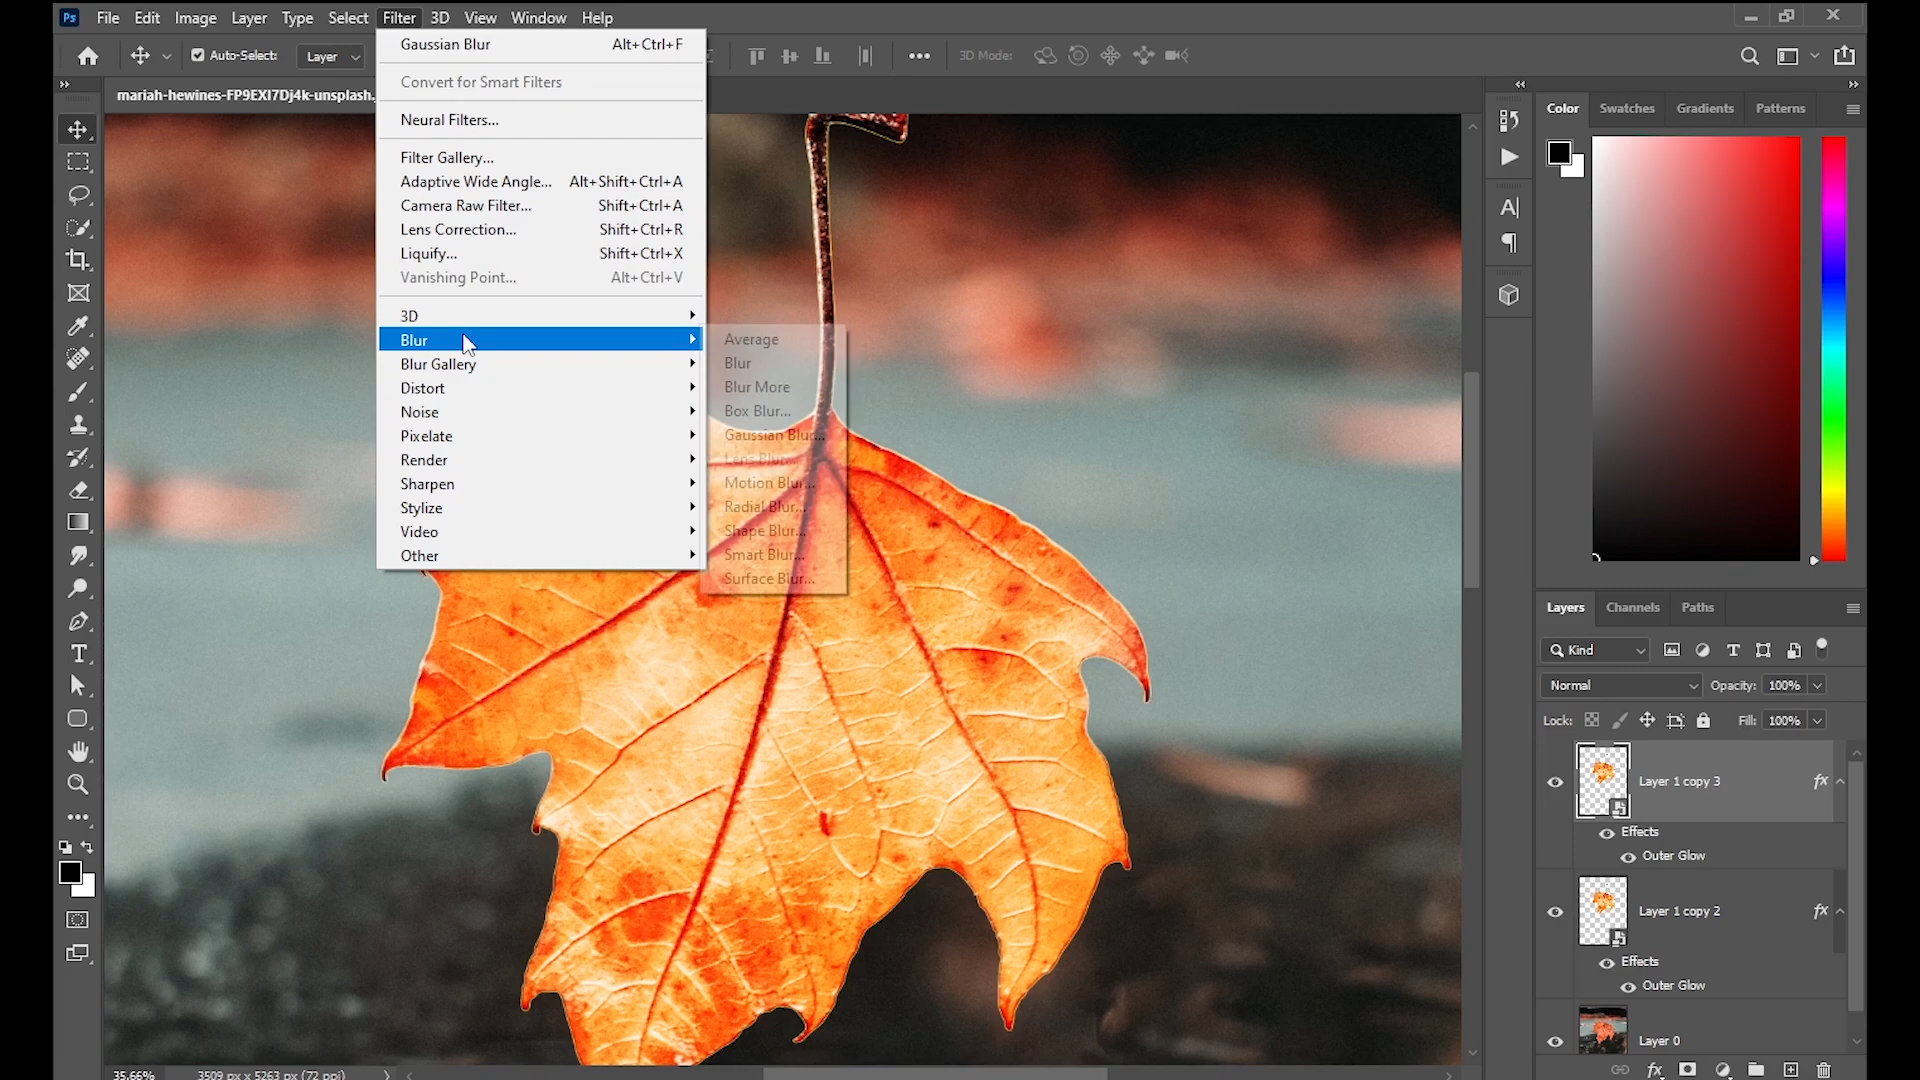 Ps File Edit Image Layer Type Select Filter 3D View Window Help
Auto-Select: Layer 3D Mode:
mariah-hewines-FP9EXI7Dj4k-unsplash.
Gaussian Blur Alt+Ctrl+F
Convert for Smart Filters
Neural Filters...
Filter Gallery...
Adaptive Wide Angle... Alt+Shift+Ctrl+A
Camera Raw Filter... Shift+Ctrl+A
Lens Correction... Shift+Ctrl+R
Liquify... Shift+Ctrl+X
Vanishing Point... Alt+Ctrl+V
3D
Blur
Blur Gallery
Distort
Noise
Pixelate
Render
Sharpen
Stylize
Video
Other
Average
Blur
Blur More
Box Blur...
Gaussian Blur...
Lens Blur...
Motion Blur...
Radial Blur...
Shape Blur...
Smart Blur...
Surface Blur...
Color Swatches Gradients Patterns
Layers Channels Paths
Kind
Normal Opacity: 100%
Lock: Fill: 100%
Layer 1 copy 3 fx
Effects
Outer Glow
Layer 1 copy 2 fx
Effects
Outer Glow
Layer 0
fx
35.66% 3509 px x 5263 px (72 ppi)